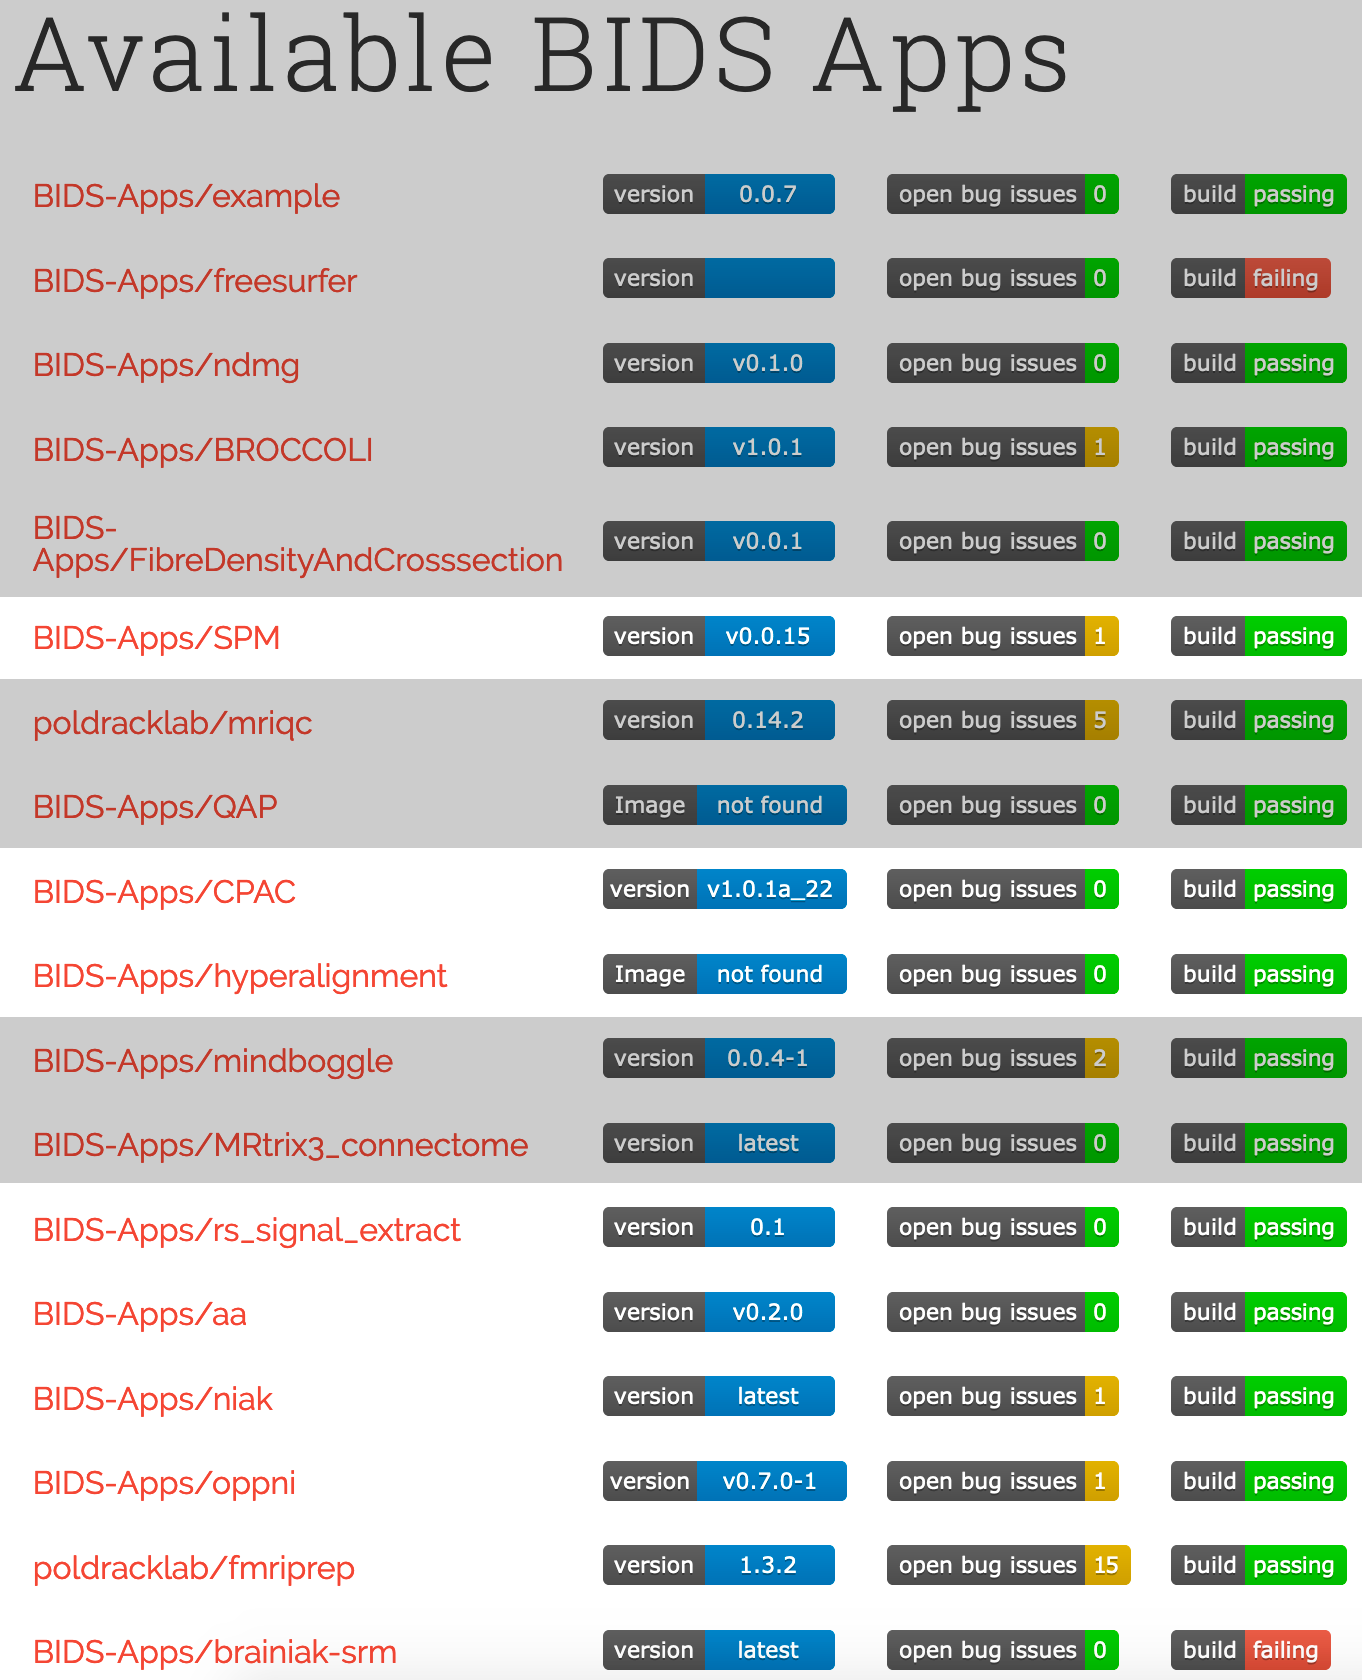 Available BIDS Apps
BIDS-Apps/example version 0.0.7 open bug issues 0 build passing
BIDS-Apps/freesurfer version open bug issues 0 build failing
BIDS-Apps/ndmg version v0.1.0 open bug issues 0 build passing
BIDS-Apps/BROCCOLI version v1.0.1 open bug issues 1 build passing
BIDS-
Apps/FibreDensityAndCrosssection version v0.0.1 open bug issues 0 build passing
BIDS-Apps/SPM version v0.0.15 open bug issues 1 build passing
poldracklab/mriqc version 0.14.2 open bug issues 5 build passing
BIDS-Apps/QAP Image not found open bug issues 0 build passing
BIDS-Apps/CPAC version v1.0.1a_22 open bug issues 0 build passing
BIDS-Apps/hyperalignment Image not found open bug issues 0 build passing
BIDS-Apps/mindboggle version 0.0.4-1 open bug issues 2 build passing
BIDS-Apps/MRtrix3_connectome version latest open bug issues 0 build passing
BIDS-Apps/rs_signal_extract version 0.1 open bug issues 0 build passing
BIDS-Apps/aa version v0.2.0 open bug issues 0 build passing
BIDS-Apps/niak version latest open bug issues 1 build passing
BIDS-Apps/oppni version v0.7.0-1 open bug issues 1 build passing
poldracklab/fmriprep version 1.3.2 open bug issues 15 build passing
BIDS-Apps/brainiak-srm version latest open bug issues 0 build failing